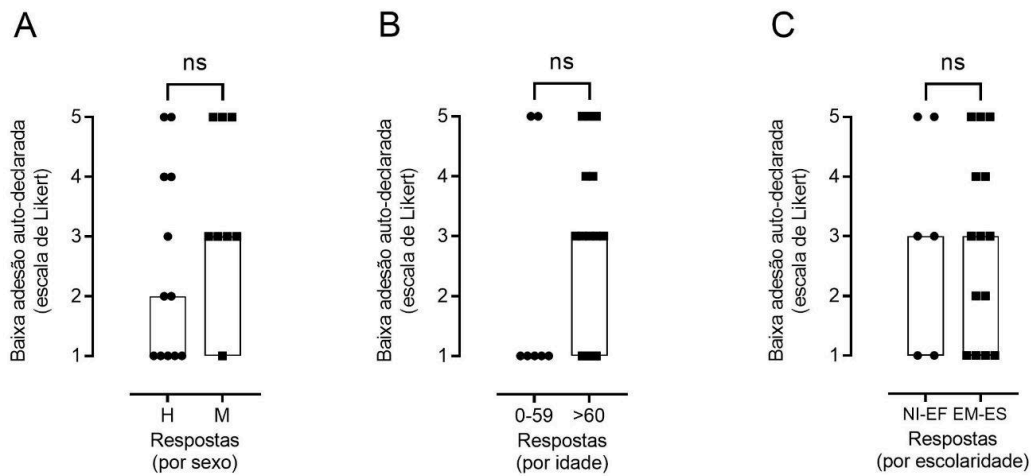 A
ns
Baixa adesão auto-declarada
(escala de Likert)
5
4
3
2
1
H M
Respostas
(por sexo)
B
ns
Baixa adesão auto-declarada
(escala de Likert)
5
4
3
2
1
0-59 >60
Respostas
(por idade)
C
ns
Baixa adesão auto-declarada
(escala de Likert)
5
4
3
2
1
NI-EF EM-ES
Respostas
(por escolaridade)